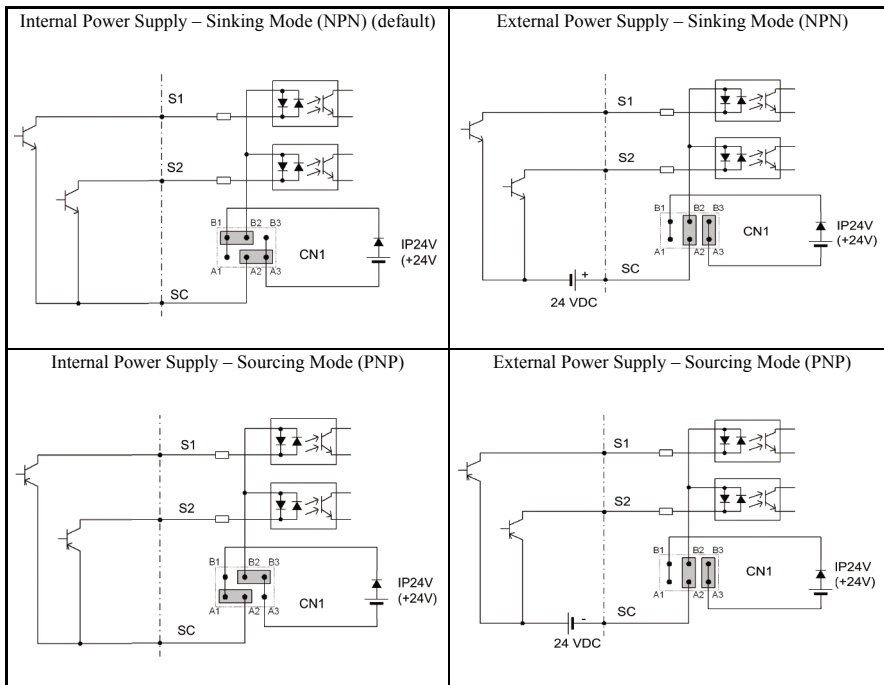 Internal Power Supply – Sinking Mode (NPN) (default)
S1
S2
B1 B2 B3
CN1
A1 A2 A3
IP24V
(+24V
SC
External Power Supply – Sinking Mode (NPN)
S1
S2
B1 B2 B3
CN1
A1 A2 A3
IP24V
(+24V)
SC
+
24 VDC
Internal Power Supply – Sourcing Mode (PNP)
S1
S2
B1 B2 B3
CN1
A1 A2 A3
IP24V
(+24V)
SC
External Power Supply – Sourcing Mode (PNP)
S1
S2
B1 B2 B3
CN1
A1 A2 A3
IP24V
(+24V)
SC
-
24 VDC